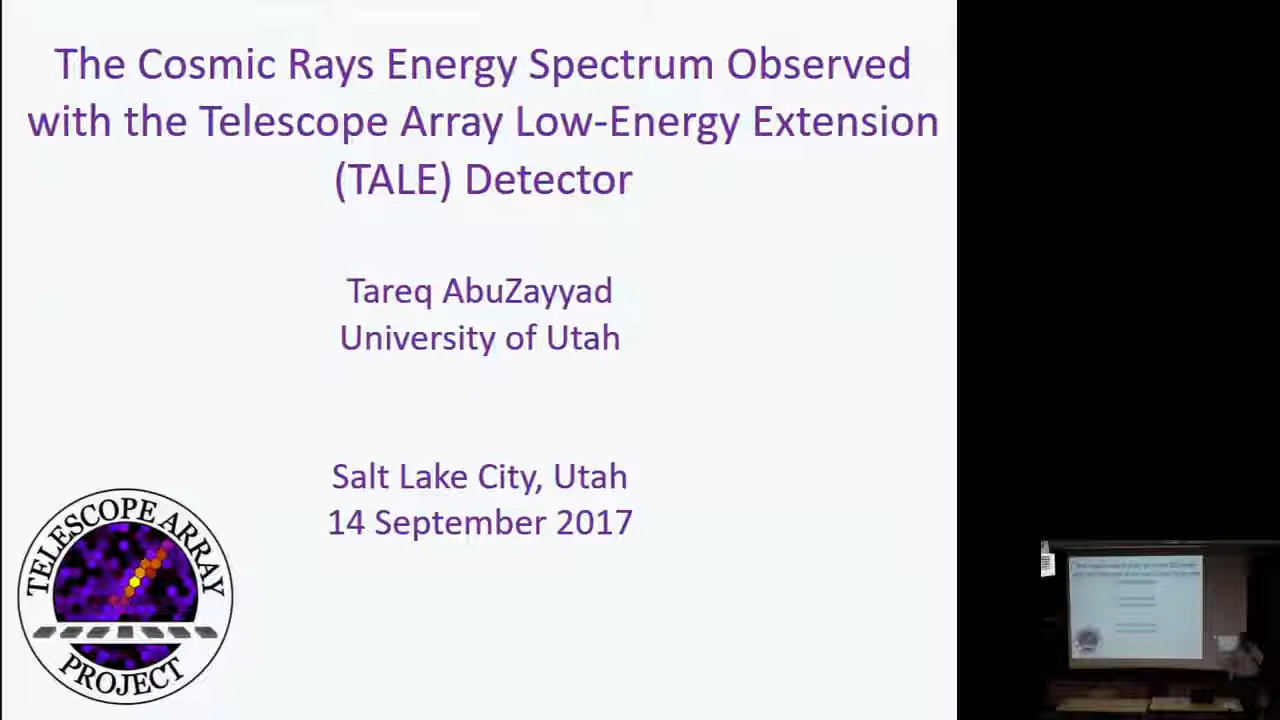 The Cosmic Rays Energy Spectrum Observed
with the Telescope Array Low-Energy Extension
(TALE) Detector
Tareq AbuZayyad
University of Utah
Salt Lake City, Utah
14 September 2017
TELESCOPE ARRAY
PROJECT